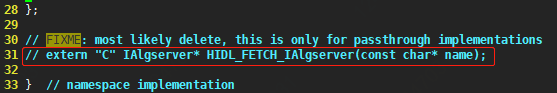 28 };
29
30 // FIXME: most likely delete, this is only for passthrough implementations
31 // extern "C" IAlgserver* HIDL_FETCH_IAlgserver(const char* name);
32
33 }  // namespace implementation